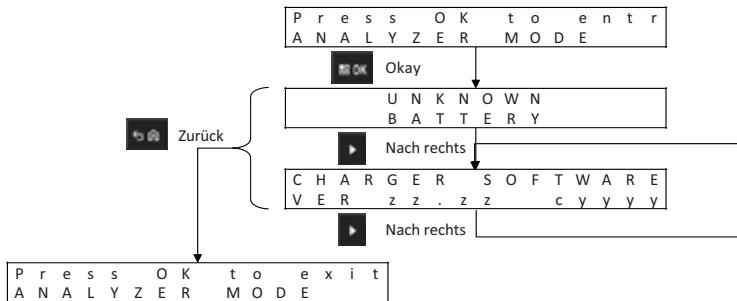 Press OK to entr
ANALYZER MODE
OK Okay
UNKNOWN
BATTERY
Zurück
Nach rechts
CHARGER SOFTWARE
VER zz.zz cyyyy
Nach rechts
Press OK to exit
ANALYZER MODE